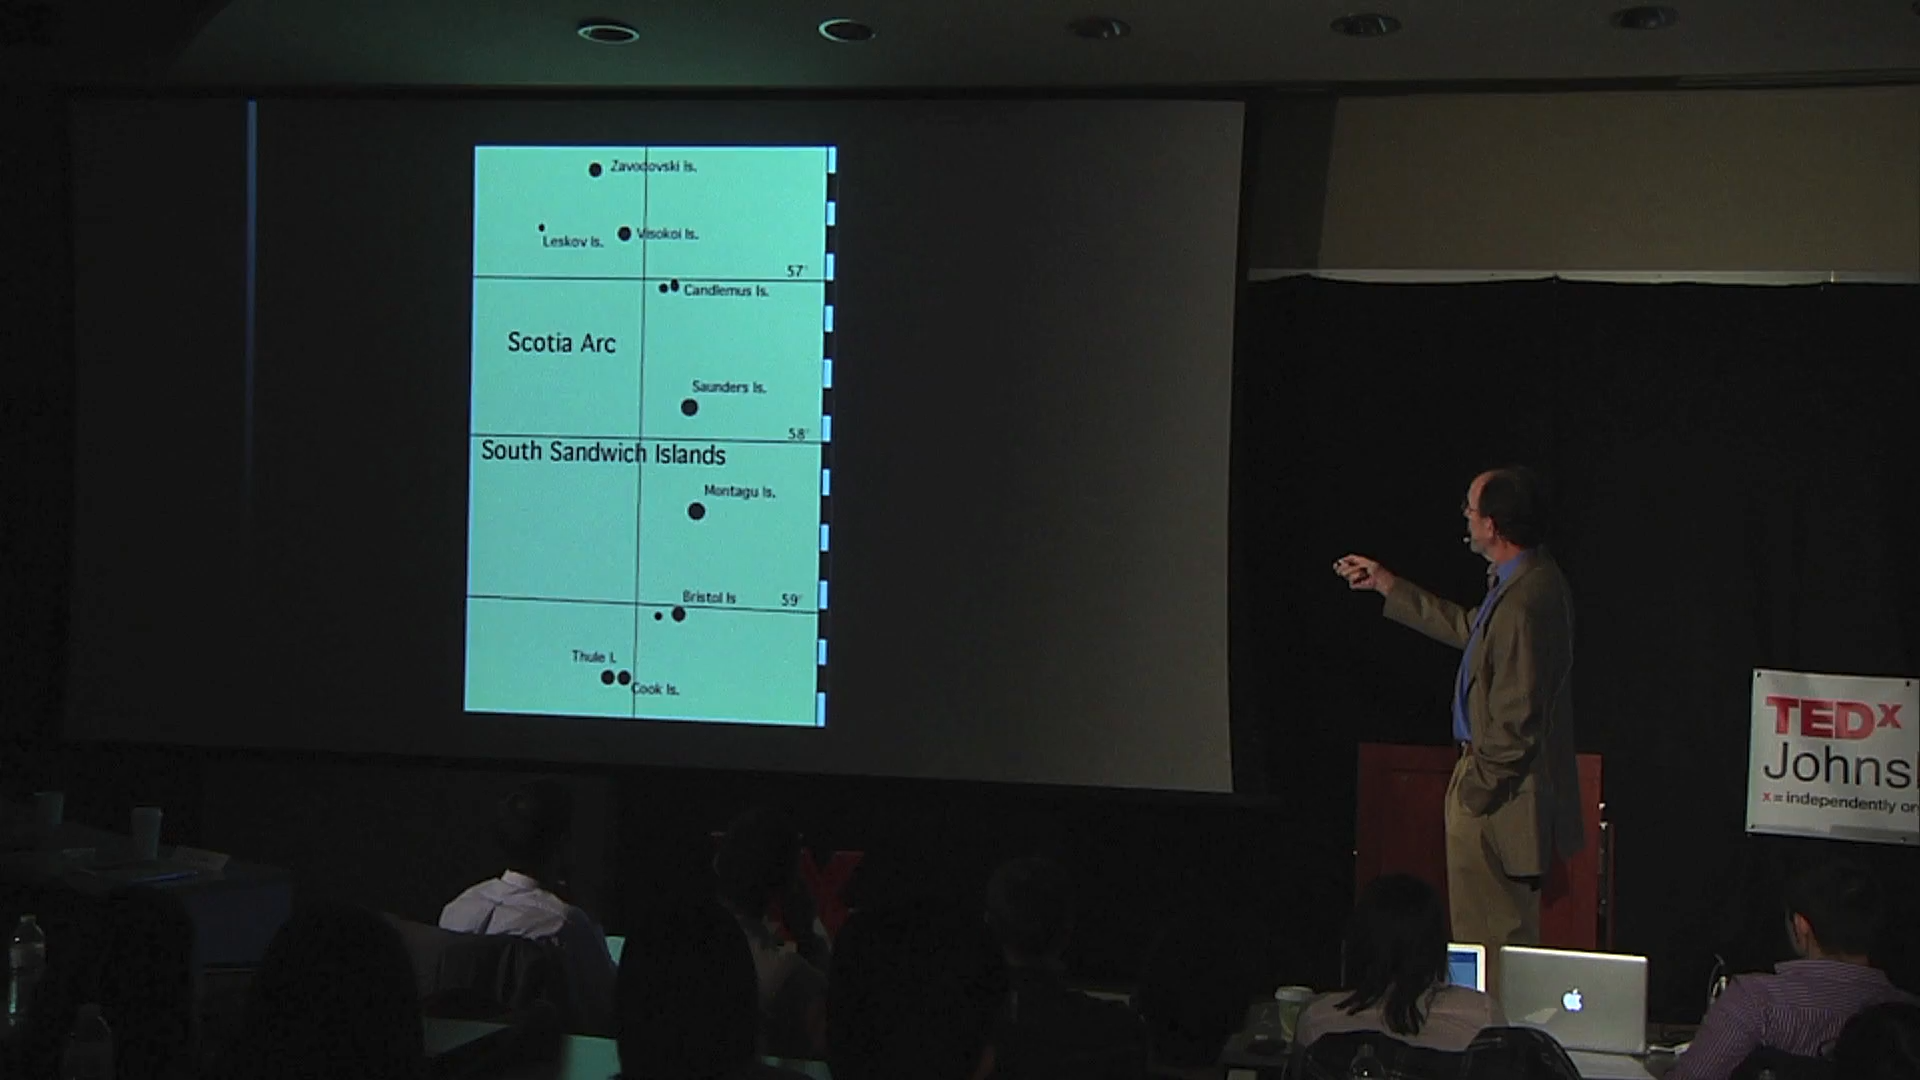 Zavodovski Is.
Leskov Is.
Visokoi Is.
57°
Candlemus Is.
Scotia Arc
Saunders Is.
58°
South Sandwich Islands
Montagu Is.
Bristol Is
59°
Thule I.
Cook Is.
TEDx
Johns
x = independently or